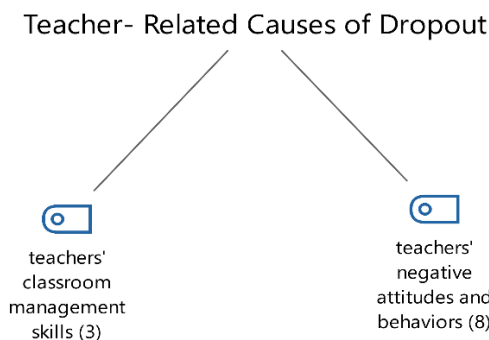 Teacher- Related Causes of Dropout
teachers'
classroom
management
skills (3)
teachers'
negative
attitudes and
behaviors (8)